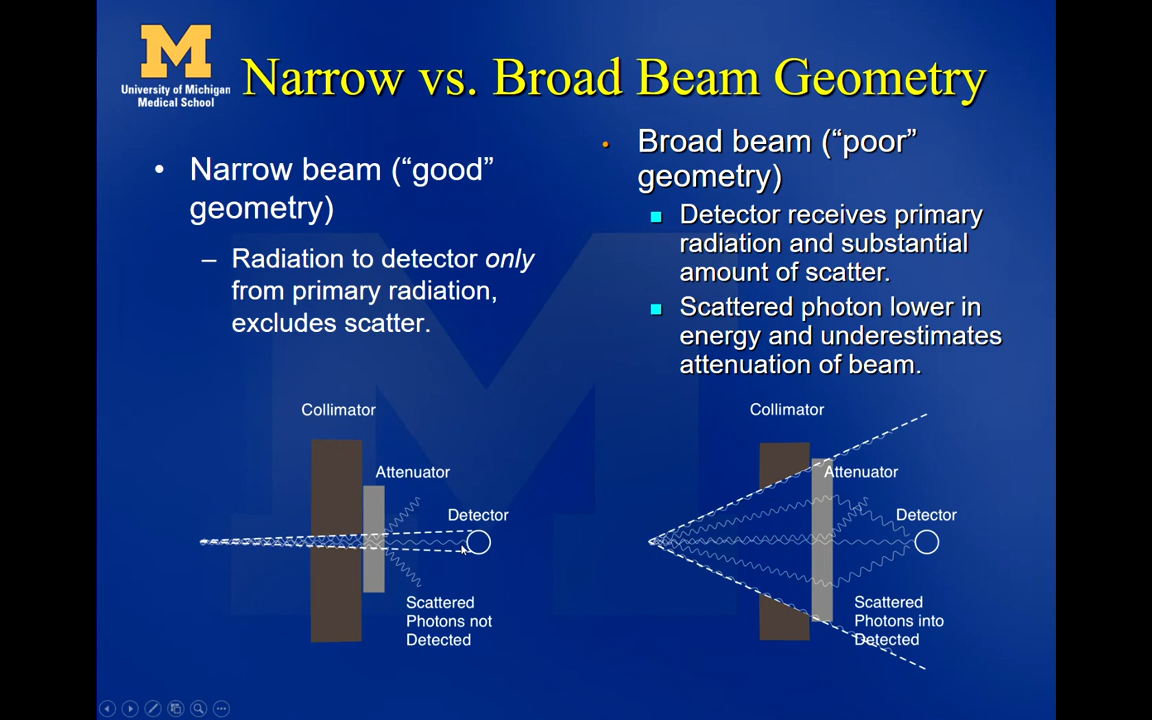 University of Michigan
Medical School
Narrow vs. Broad Beam Geometry
• Narrow beam (“good”
geometry)
– Radiation to detector only
from primary radiation,
excludes scatter.
• Broad beam (“poor”
geometry)
▪ Detector receives primary
radiation and substantial
amount of scatter.
▪ Scattered photon lower in
energy and underestimates
attenuation of beam.
Collimator
Attenuator
Detector
Scattered
Photons not
Detected
Collimator
Attenuator
Detector
Scattered
Photons into
Detected